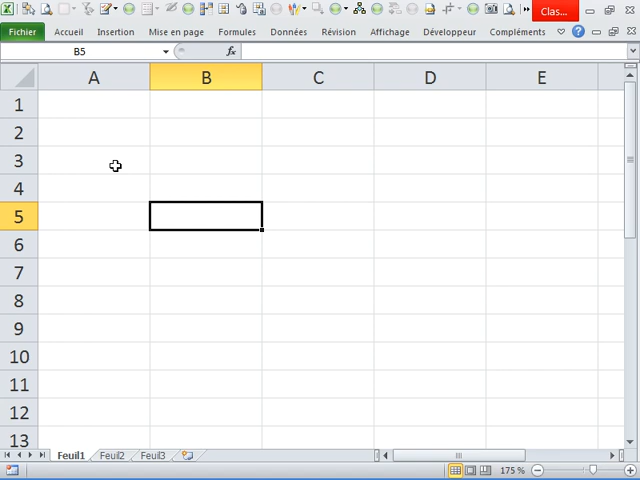 Clas...
Fichier Accueil Insertion Mise en page Formules Données Révision Affichage Développeur Compléments
B5 fx
A B C D E
1
2
3
4
5
6
7
8
9
10
11
12
13
Feuil1 Feuil2 Feuil3
175 %